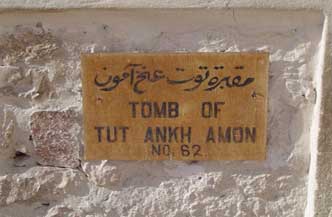 مقبرة توت عنخ آمون
TOMB OF
TUT ANKH AMON
NO. 62